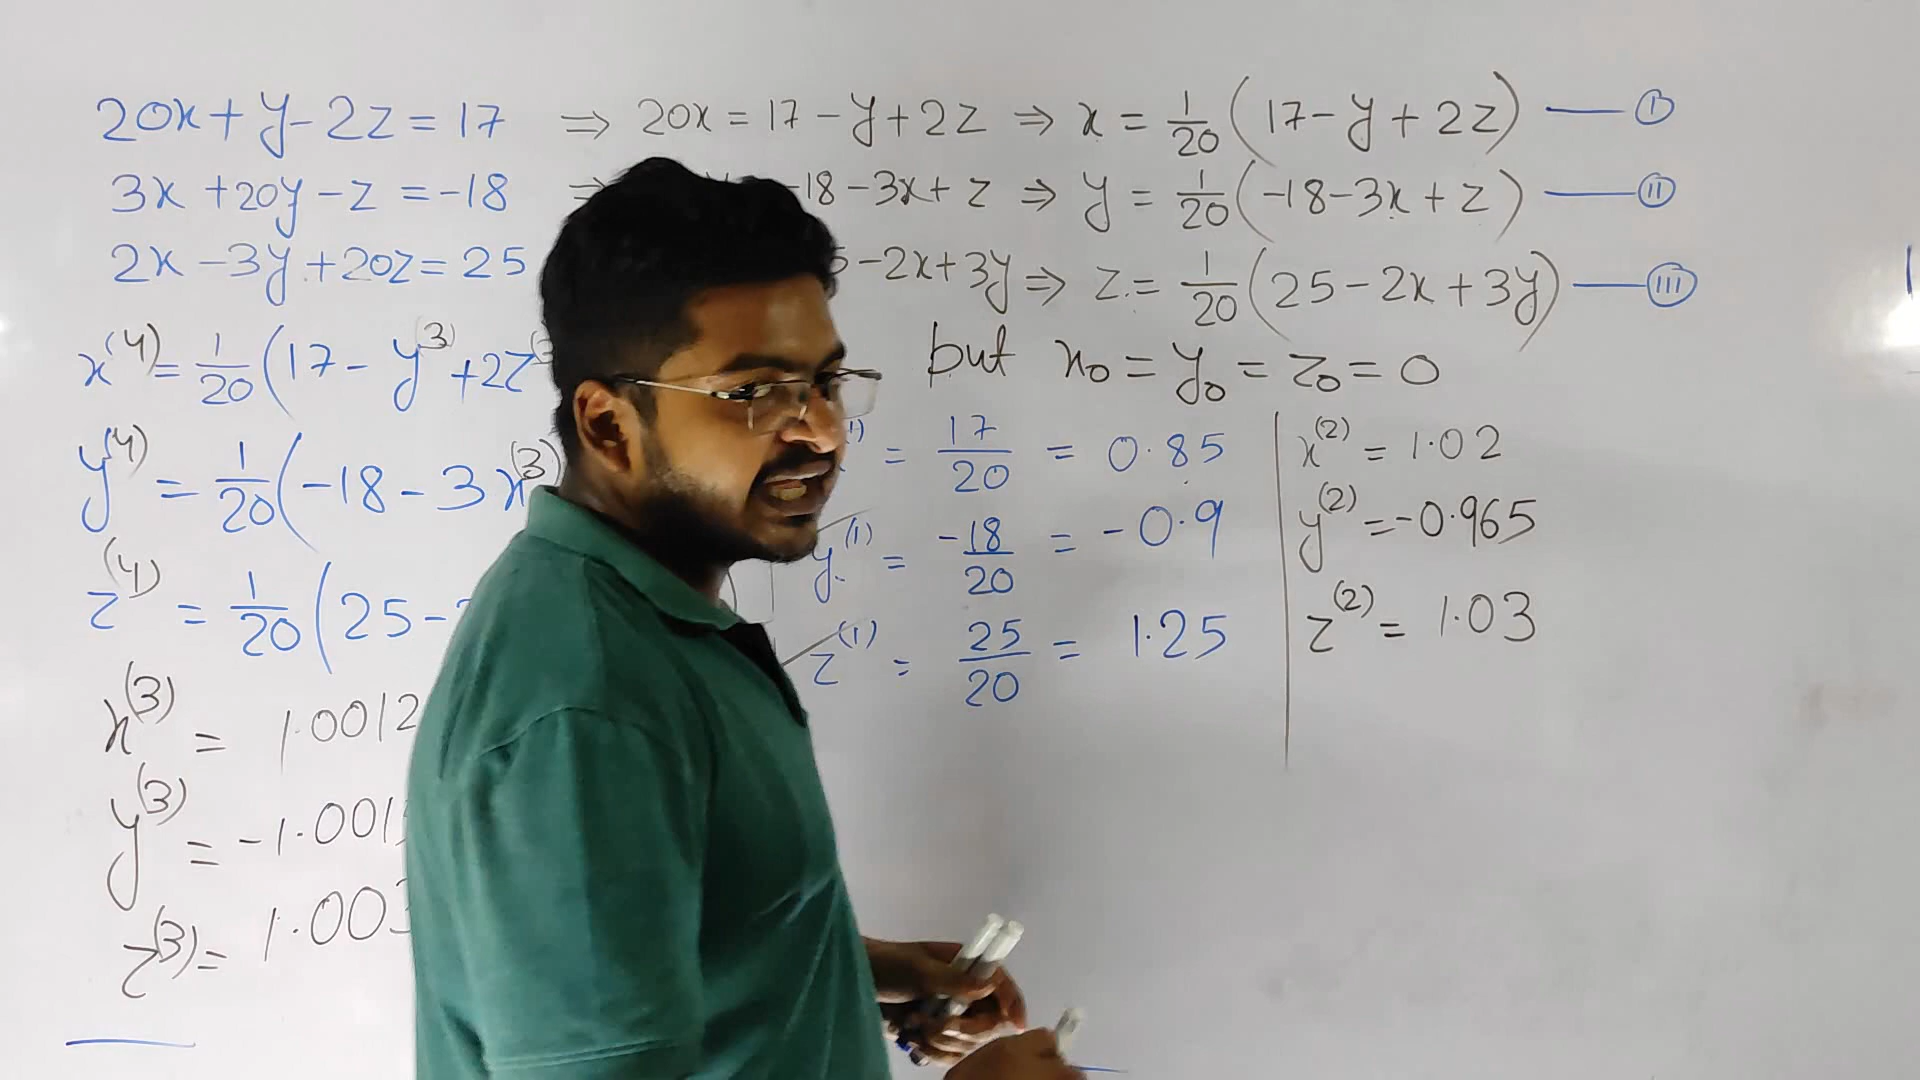 20x + y - 2z = 17 ⇒ 20x = 17 - y + 2z ⇒ x = 1/20 (17 - y + 2z) — (I)
3x + 20y - z = -18 ⇒ -18 - 3x + z ⇒ y = 1/20 (-18 - 3x + z) — (II)
2x - 3y + 20z = 25 5 - 2x + 3y ⇒ z = 1/20 (25 - 2x + 3y) — (III)
x^(4) = 1/20 (17 - y^(3) + 2z^(3 but x₀ = y₀ = z₀ = 0
y^(4) = 1/20 (-18 - 3x^(3)
z^(4) = 1/20 (25 -
x^(3) = 1.0012
y^(3) = -1.001
z^(3) = 1.003
^(1) = 17/20 = 0.85
y^(1) = -18/20 = -0.9
z^(1) = 25/20 = 1.25
x^(2) = 1.02
y^(2) = -0.965
z^(2) = 1.03